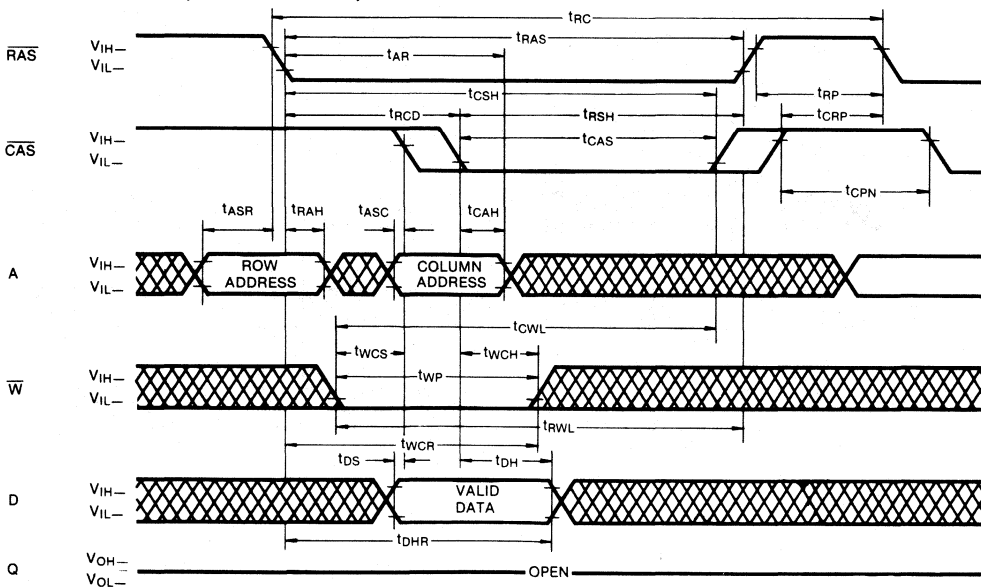 tRC
RAS VIH— VIL—
tRAS
tAR
tCSH
tRP
tRCD tRSH tCRP
CAS VIH— VIL—
tCAS
tCPN
tASR tRAH tASC tCAH
A VIH— VIL—
ROW ADDRESS
COLUMN ADDRESS
tCWL
tWCS tWCH
W VIH— VIL—
tWP
tRWL
tWCR
tDS tDH
D VIH— VIL—
VALID DATA
tDHR
Q VOH— VOL—
OPEN